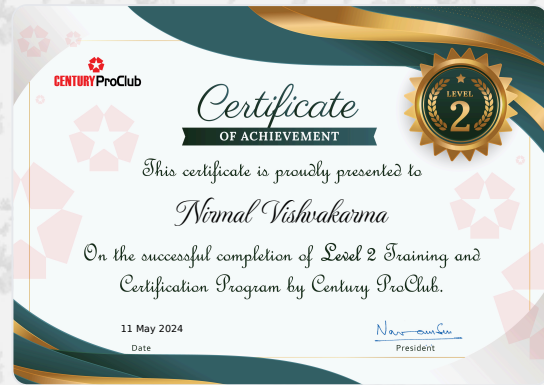 CENTURY ProClub
LEVEL
2
Certificate
OF ACHIEVEMENT
This certificate is proudly presented to
Nirmal Vishvakarma
On the successful completion of Level 2 Training and
Certification Program by Century ProClub.
11 May 2024
Date
President